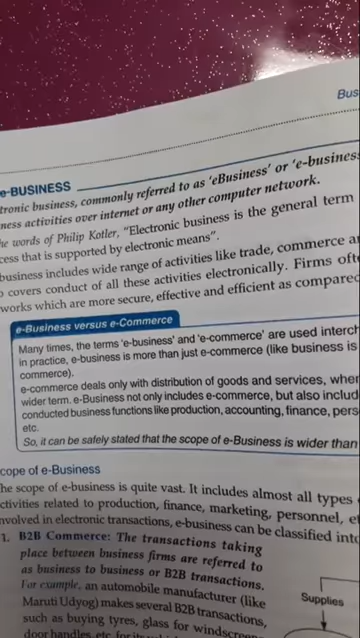 Bus
e-BUSINESS
tronic business, commonly referred to as 'eBusiness' or 'e-business
ness activities over internet or any other computer network.
he words of Philip Kotler, "Electronic business is the general term
cess that is supported by electronic means".
business includes wide range of activities like trade, commerce a
o covers conduct of all these activities electronically. Firms oft
works which are more secure, effective and efficient as compared
e-Business versus e-Commerce
Many times, the terms 'e-business' and 'e-commerce' are used interch
in practice, e-business is more than just e-commerce (like business is
commerce).
e-commerce deals only with distribution of goods and services, wher
wider term. e-Business not only includes e-commerce, but also includ
conducted business functions like production, accounting, finance, pers
etc.
So, it can be safely stated that the scope of e-Business is wider than
cope of e-Business
he scope of e-business is quite vast. It includes almost all types
ctivities related to production, finance, marketing, personnel, et
nvolved in electronic transactions, e-business can be classified into
1. B2B Commerce: The transactions taking
place between business firms are referred to
as business to business or B2B transactions.
For example, an automobile manufacturer (like
Maruti Udyog) makes several B2B transactions,
such as buying tyres, glass for windscreen
door handles, etc. for its
Supplies